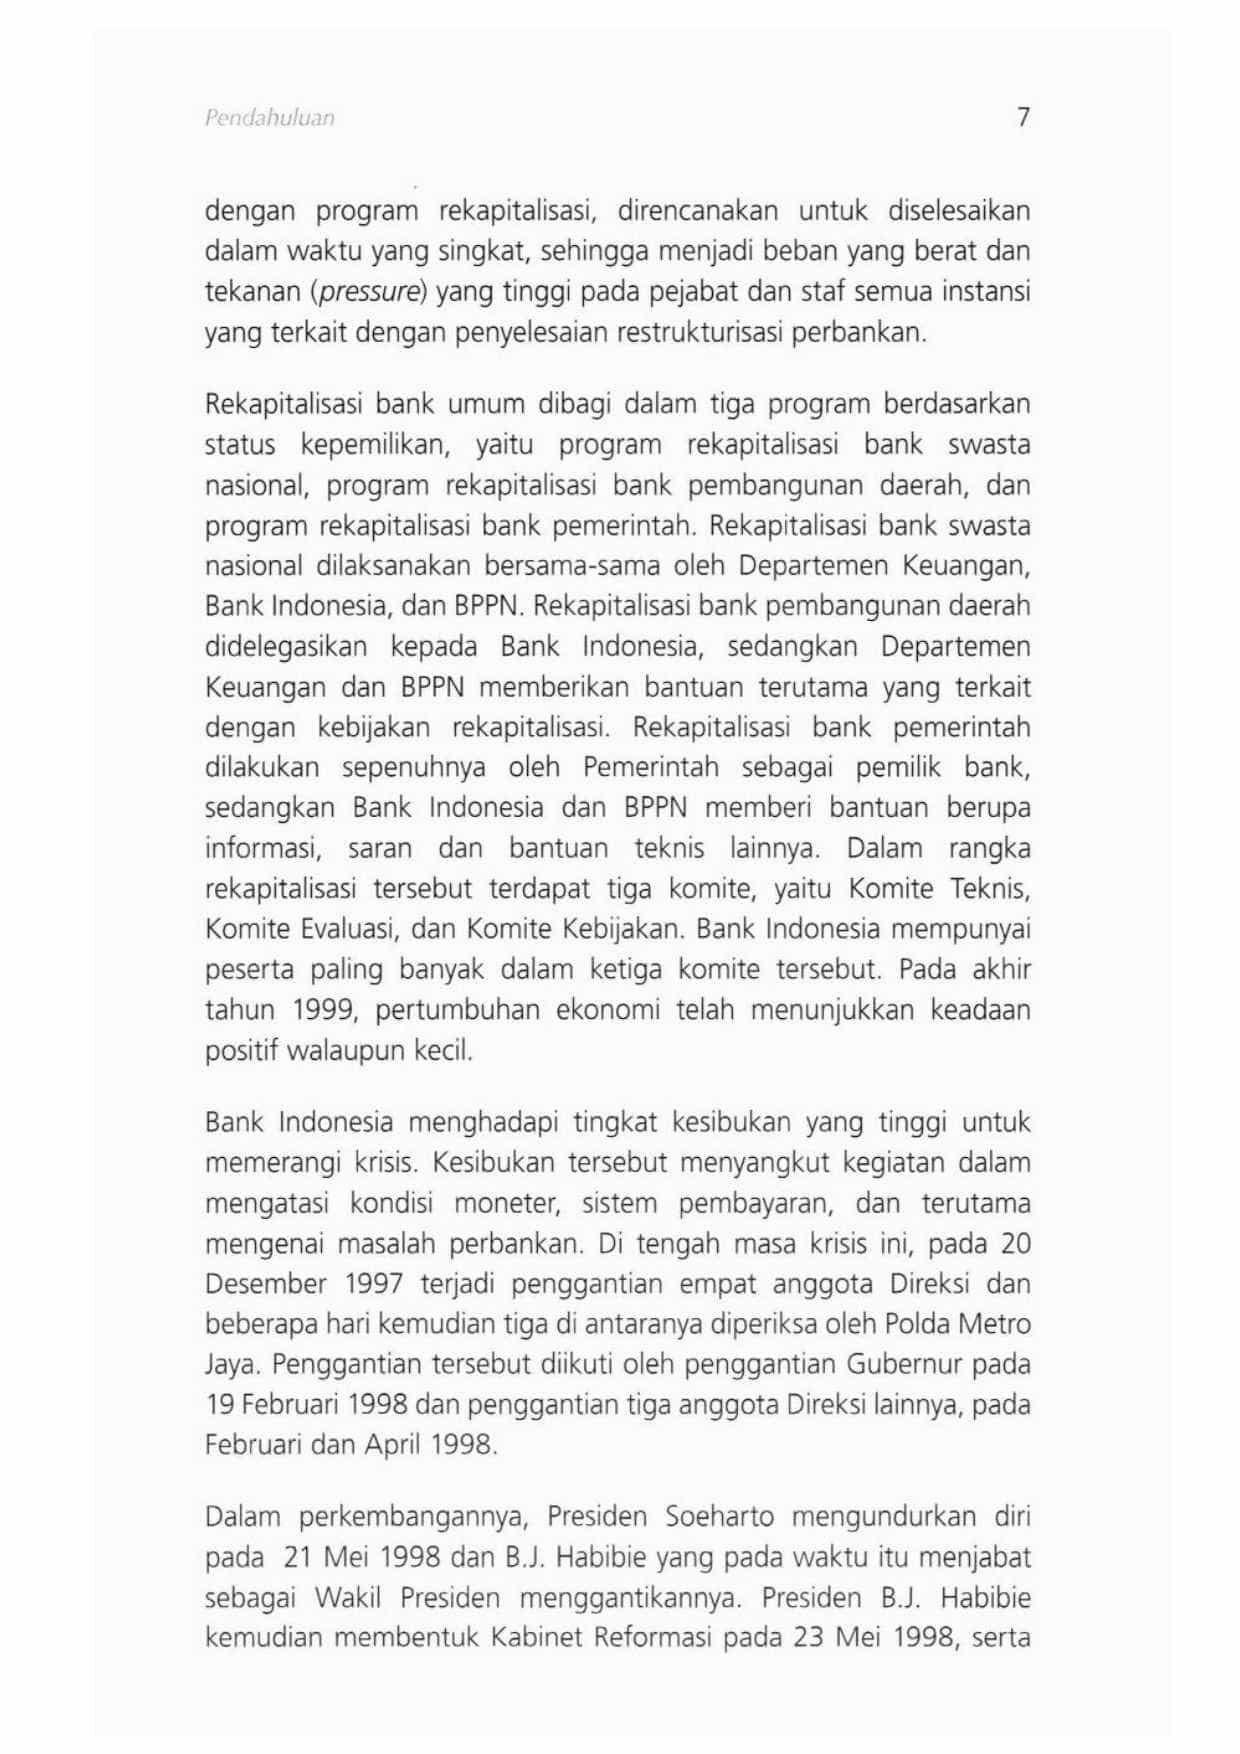 Pendahuluan 7
dengan program rekapitalisasi, direncanakan untuk diselesaikan
dalam waktu yang singkat, sehingga menjadi beban yang berat dan
tekanan (pressure) yang tinggi pada pejabat dan staf semua instansi
yang terkait dengan penyelesaian restrukturisasi perbankan.
Rekapitalisasi bank umum dibagi dalam tiga program berdasarkan
status kepemilikan, yaitu program rekapitalisasi bank swasta
nasional, program rekapitalisasi bank pembangunan daerah, dan
program rekapitalisasi bank pemerintah. Rekapitalisasi bank swasta
nasional dilaksanakan bersama-sama oleh Departemen Keuangan,
Bank Indonesia, dan BPPN. Rekapitalisasi bank pembangunan daerah
didelegasikan kepada Bank Indonesia, sedangkan Departemen
Keuangan dan BPPN memberikan bantuan terutama yang terkait
dengan kebijakan rekapitalisasi. Rekapitalisasi bank pemerintah
dilakukan sepenuhnya oleh Pemerintah sebagai pemilik bank,
sedangkan Bank Indonesia dan BPPN memberi bantuan berupa
informasi, saran dan bantuan teknis lainnya. Dalam rangka
rekapitalisasi tersebut terdapat tiga komite, yaitu Komite Teknis,
Komite Evaluasi, dan Komite Kebijakan. Bank Indonesia mempunyai
peserta paling banyak dalam ketiga komite tersebut. Pada akhir
tahun 1999, pertumbuhan ekonomi telah menunjukkan keadaan
positif walaupun kecil.
Bank Indonesia menghadapi tingkat kesibukan yang tinggi untuk
memerangi krisis. Kesibukan tersebut menyangkut kegiatan dalam
mengatasi kondisi moneter, sistem pembayaran, dan terutama
mengenai masalah perbankan. Di tengah masa krisis ini, pada 20
Desember 1997 terjadi penggantian empat anggota Direksi dan
beberapa hari kemudian tiga di antaranya diperiksa oleh Polda Metro
Jaya. Penggantian tersebut diikuti oleh penggantian Gubernur pada
19 Februari 1998 dan penggantian tiga anggota Direksi lainnya, pada
Februari dan April 1998.
Dalam perkembangannya, Presiden Soeharto mengundurkan diri
pada 21 Mei 1998 dan B.J. Habibie yang pada waktu itu menjabat
sebagai Wakil Presiden menggantikannya. Presiden B.J. Habibie
kemudian membentuk Kabinet Reformasi pada 23 Mei 1998, serta